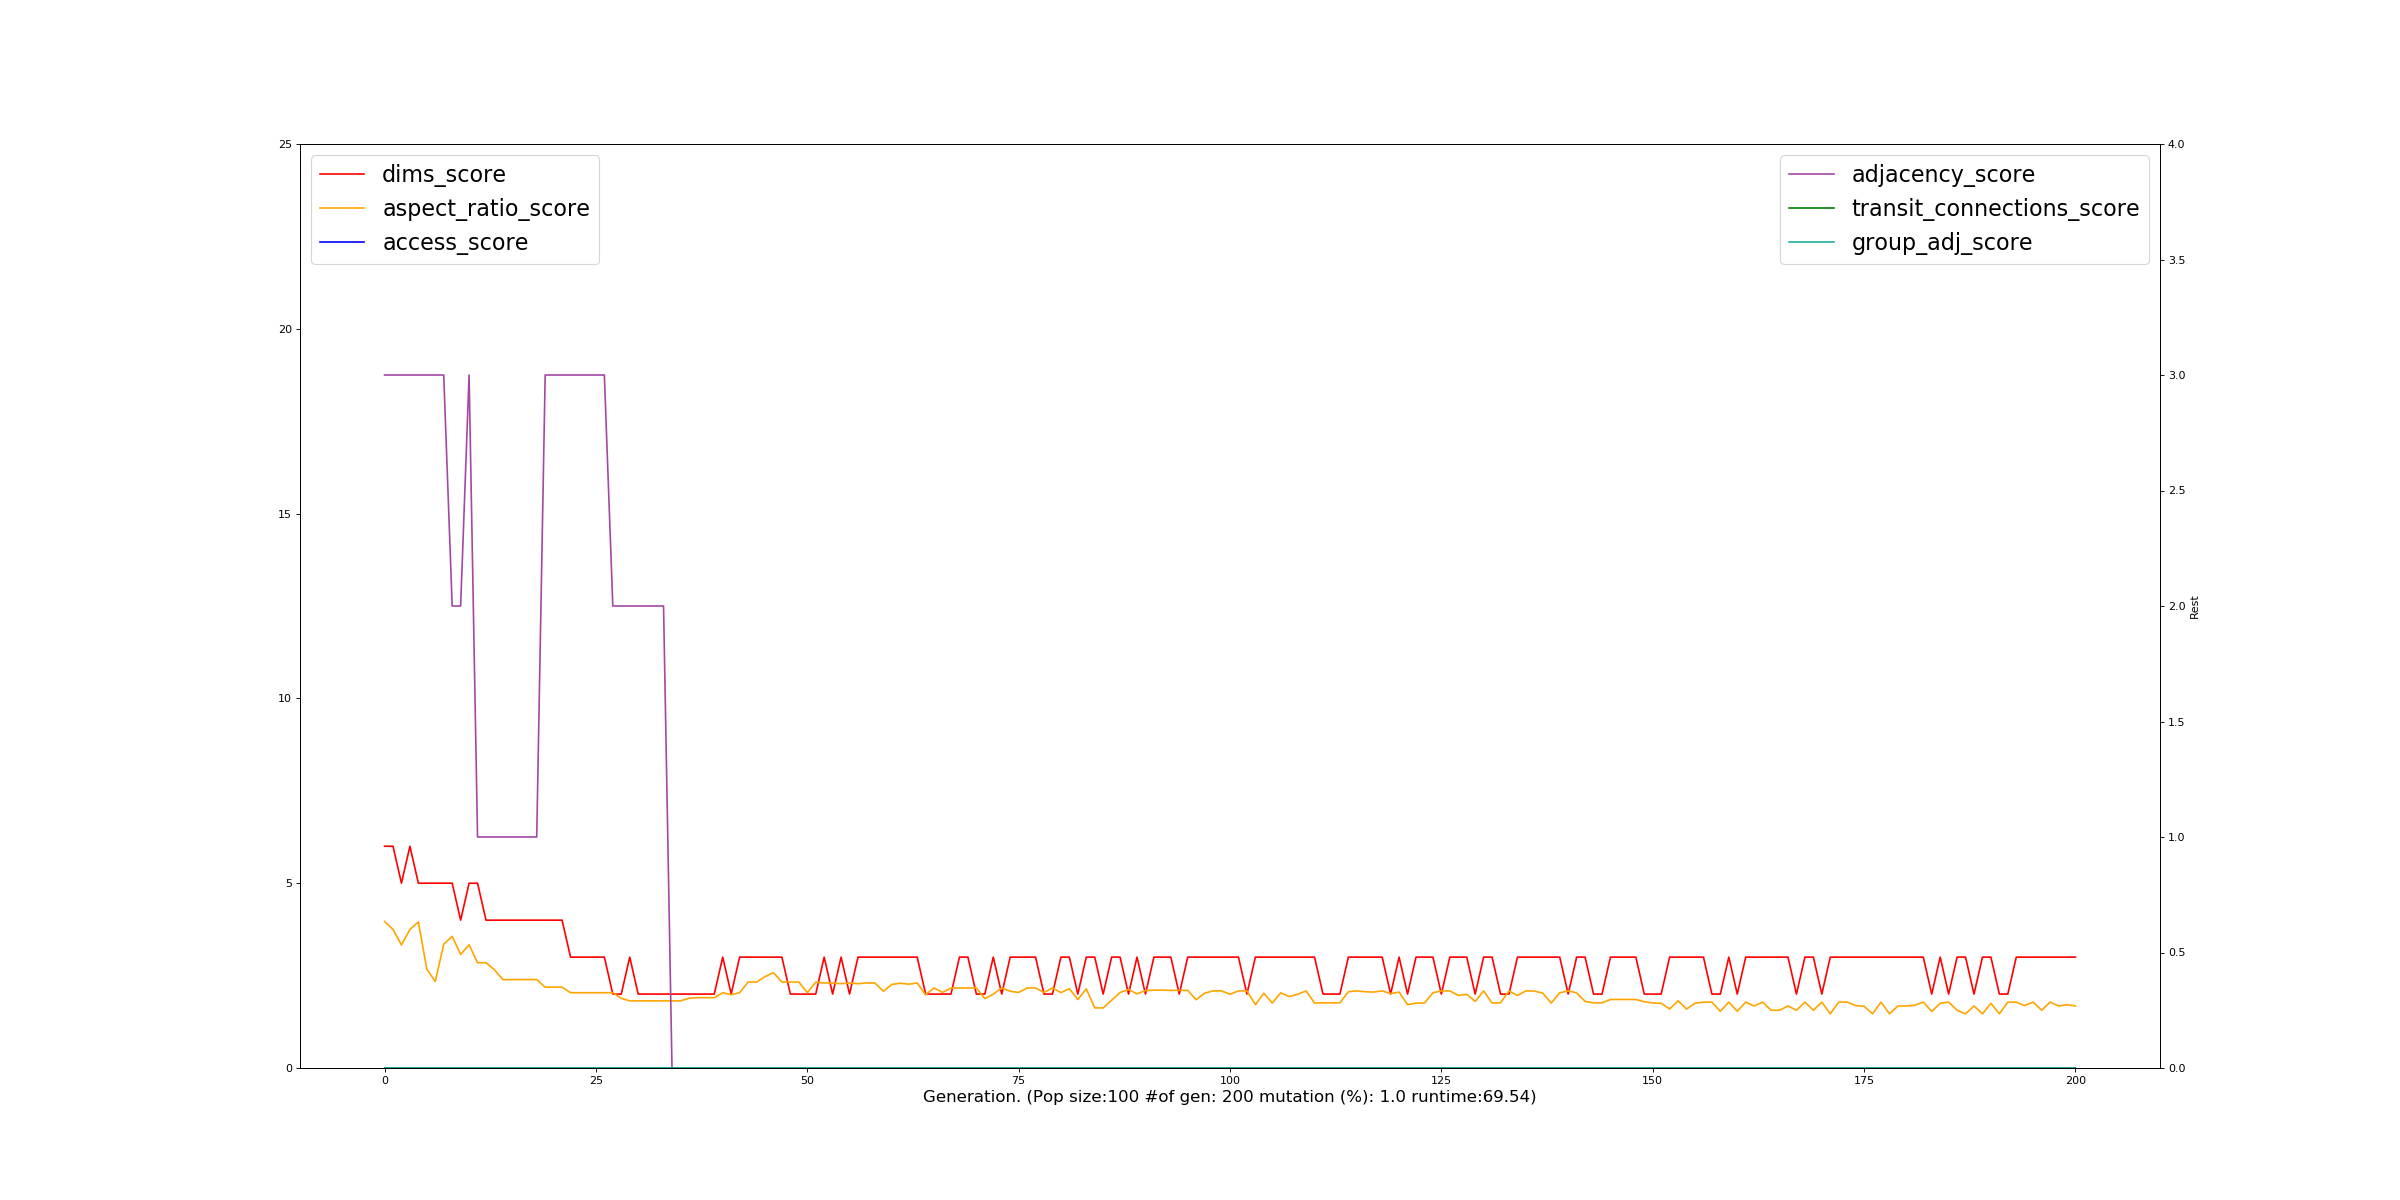 dims_score
aspect_ratio_score
access_score
adjacency_score
transit_connections_score
group_adj_score
25
20
15
10
5
0
4.0
3.5
3.0
2.5
2.0
1.5
1.0
0.5
0.0
Rest
0 25 50 75 100 125 150 175 200
Generation. (Pop size:100 #of gen: 200 mutation (%): 1.0 runtime:69.54)